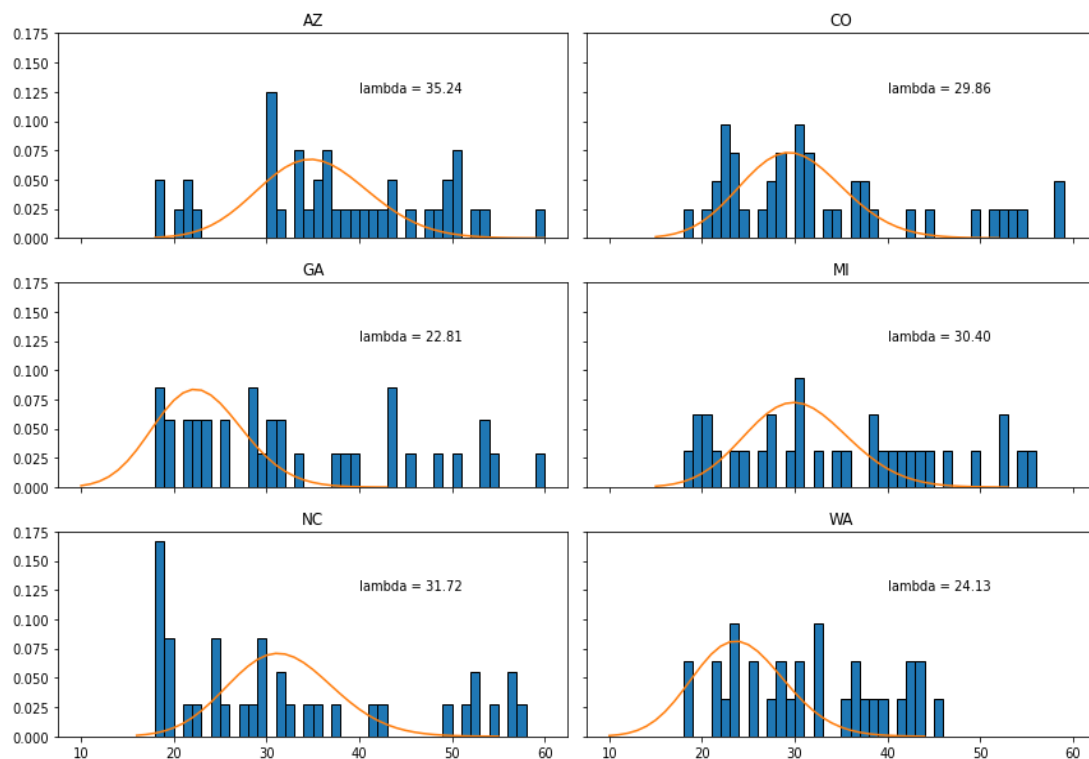 AZ
CO
0.175
0.150
0.125
0.100
0.075
0.050
0.025
0.000
lambda = 35.24
lambda = 29.86
GA
MI
0.175
0.150
0.125
0.100
0.075
0.050
0.025
0.000
lambda = 22.81
lambda = 30.40
NC
WA
0.175
0.150
0.125
0.100
0.075
0.050
0.025
0.000
lambda = 31.72
lambda = 24.13
10 20 30 40 50 60
10 20 30 40 50 60